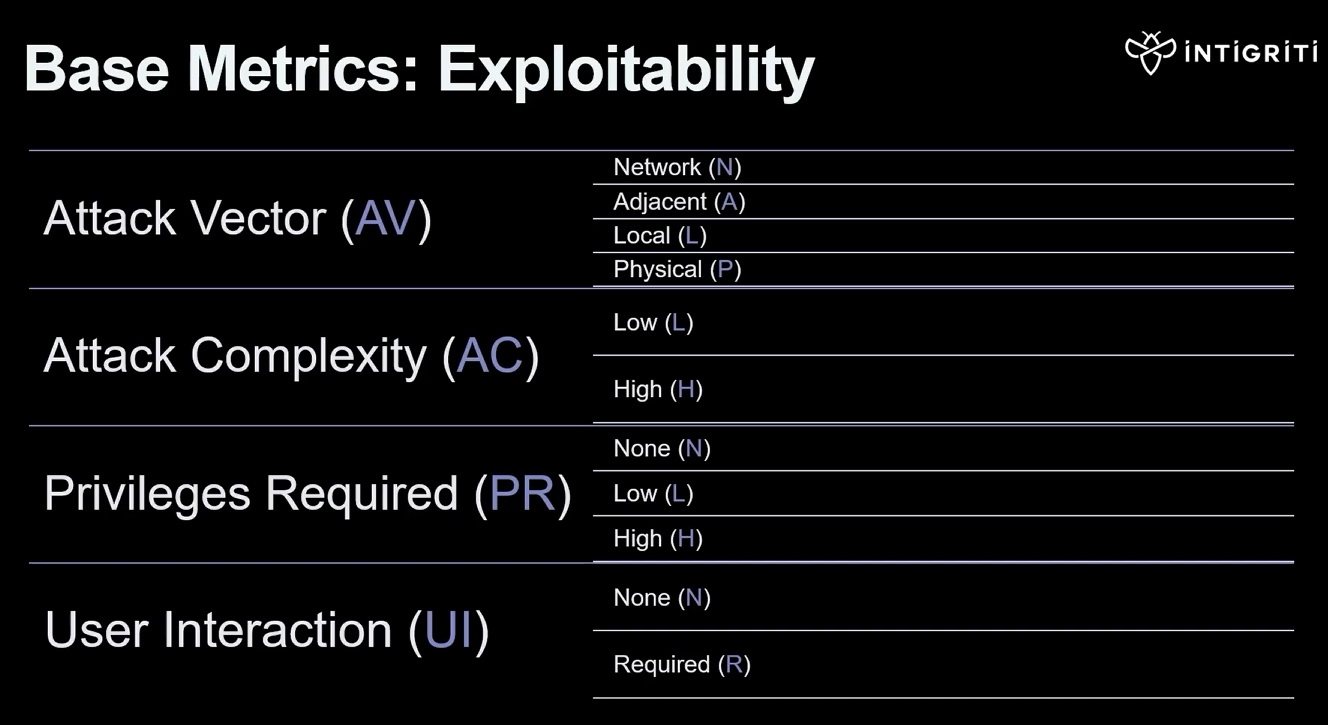 Base Metrics: Exploitability
iNTiGRiTi
Attack Vector (AV)
Network (N)
Adjacent (A)
Local (L)
Physical (P)
Attack Complexity (AC)
Low (L)
High (H)
Privileges Required (PR)
None (N)
Low (L)
High (H)
User Interaction (UI)
None (N)
Required (R)